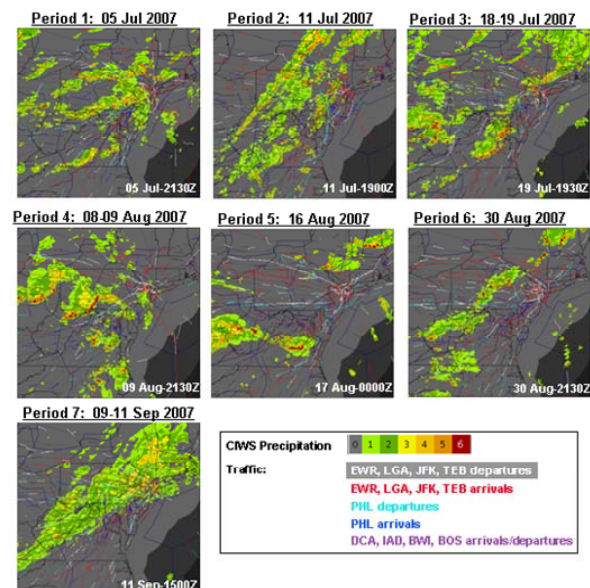 Period 1: 05 Jul 2007
Period 2: 11 Jul 2007
Period 3: 18-19 Jul 2007
05 Jul-2130Z
11 Jul-1900Z
19 Jul-1930Z
Period 4: 08-09 Aug 2007
Period 5: 16 Aug 2007
Period 6: 30 Aug 2007
09 Aug-2130Z
17 Aug-0000Z
30 Aug-2130Z
Period 7: 09-11 Sep 2007
11 Sep-1500Z
CIWS Precipitation 0 1 2 3 4 5 6
Traffic: EWR, LGA, JFK, TEB departures
EWR, LGA, JFK, TEB arrivals
PHL departures
PHL arrivals
DCA, IAD, BWI, BOS arrivals/departures